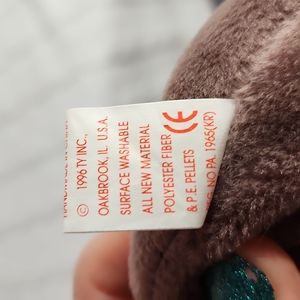 © 1996 TY INC.,
OAKBROOK, IL U.S.A.
SURFACE WASHABLE
ALL NEW MATERIAL
POLYESTER FIBER
& P.E. PELLETS CE
NO PA. 1965(KR)